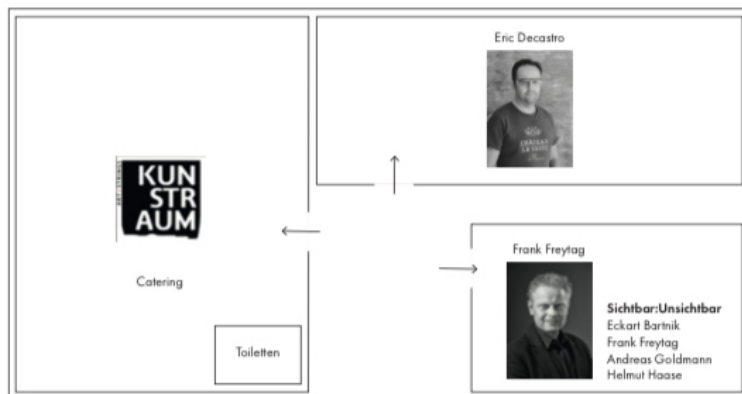 Eric Decastro
KUN
STR
AUM
Catering
Toiletten
Frank Freytag
Sichtbar:Unsichtbar
Eckart Bartnik
Frank Freytag
Andreas Goldmann
Helmut Haase